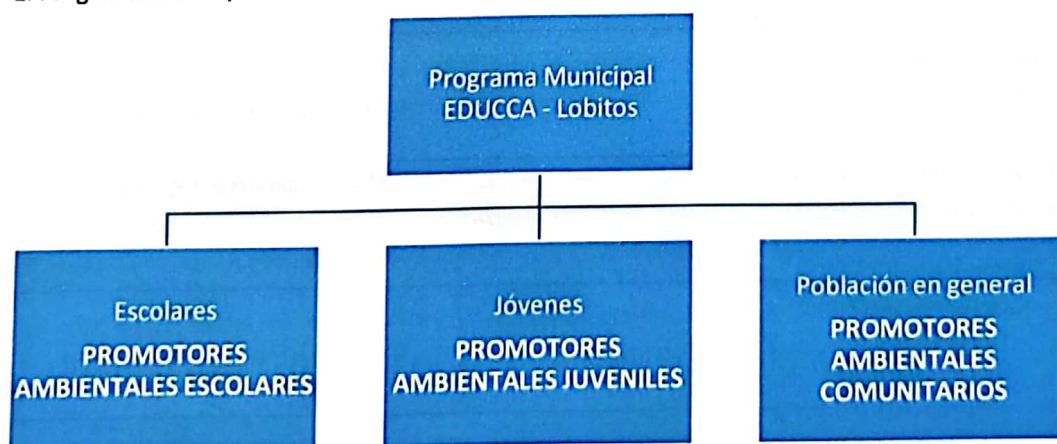 Programa Municipal
EDUCCA - Lobitos
Escolares
PROMOTORES
AMBIENTALES ESCOLARES
Jóvenes
PROMOTORES
AMBIENTALES JUVENILES
Población en general
PROMOTORES
AMBIENTALES
COMUNITARIOS